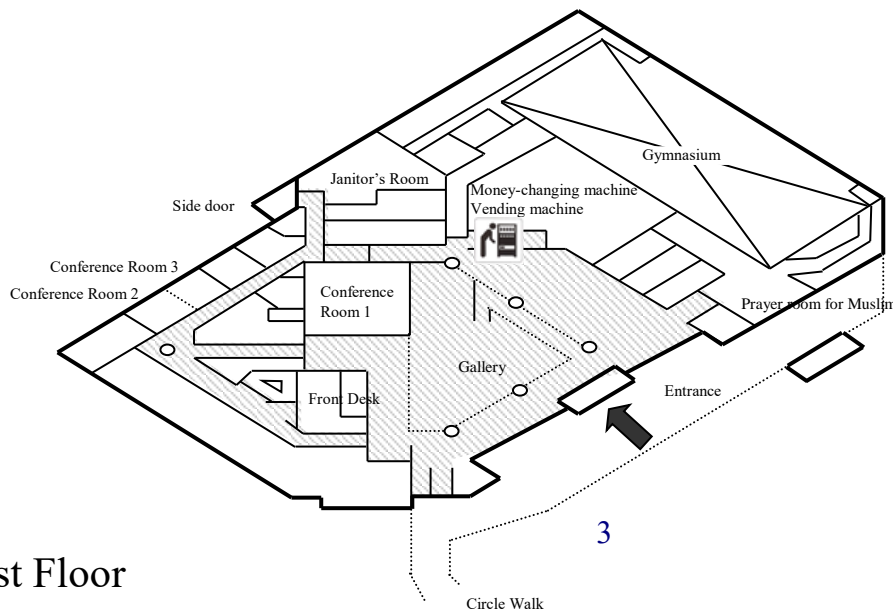 Gymnasium
Janitor's Room
Money-changing machine
Vending machine
Side door
Conference Room 3
Conference Room 2
Conference
Room 1
Prayer room for Muslim
Gallery
Front Desk
Entrance
3
st Floor
Circle Walk